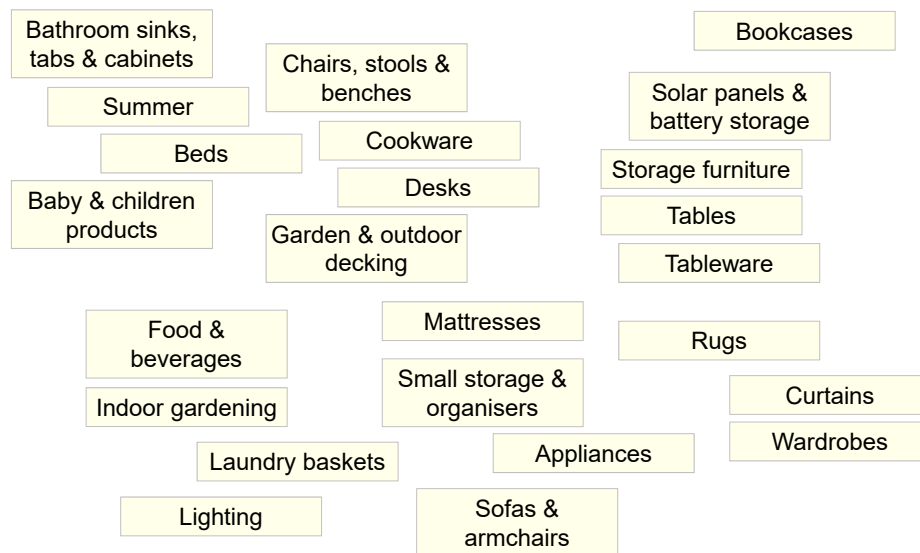 Bathroom sinks,
tabs & cabinets
Summer
Beds
Baby & children
products
Chairs, stools &
benches
Cookware
Desks
Garden & outdoor
decking
Bookcases
Solar panels &
battery storage
Storage furniture
Tables
Tableware
Food &
beverages
Indoor gardening
Laundry baskets
Lighting
Mattresses
Small storage &
organisers
Appliances
Sofas &
armchairs
Rugs
Curtains
Wardrobes